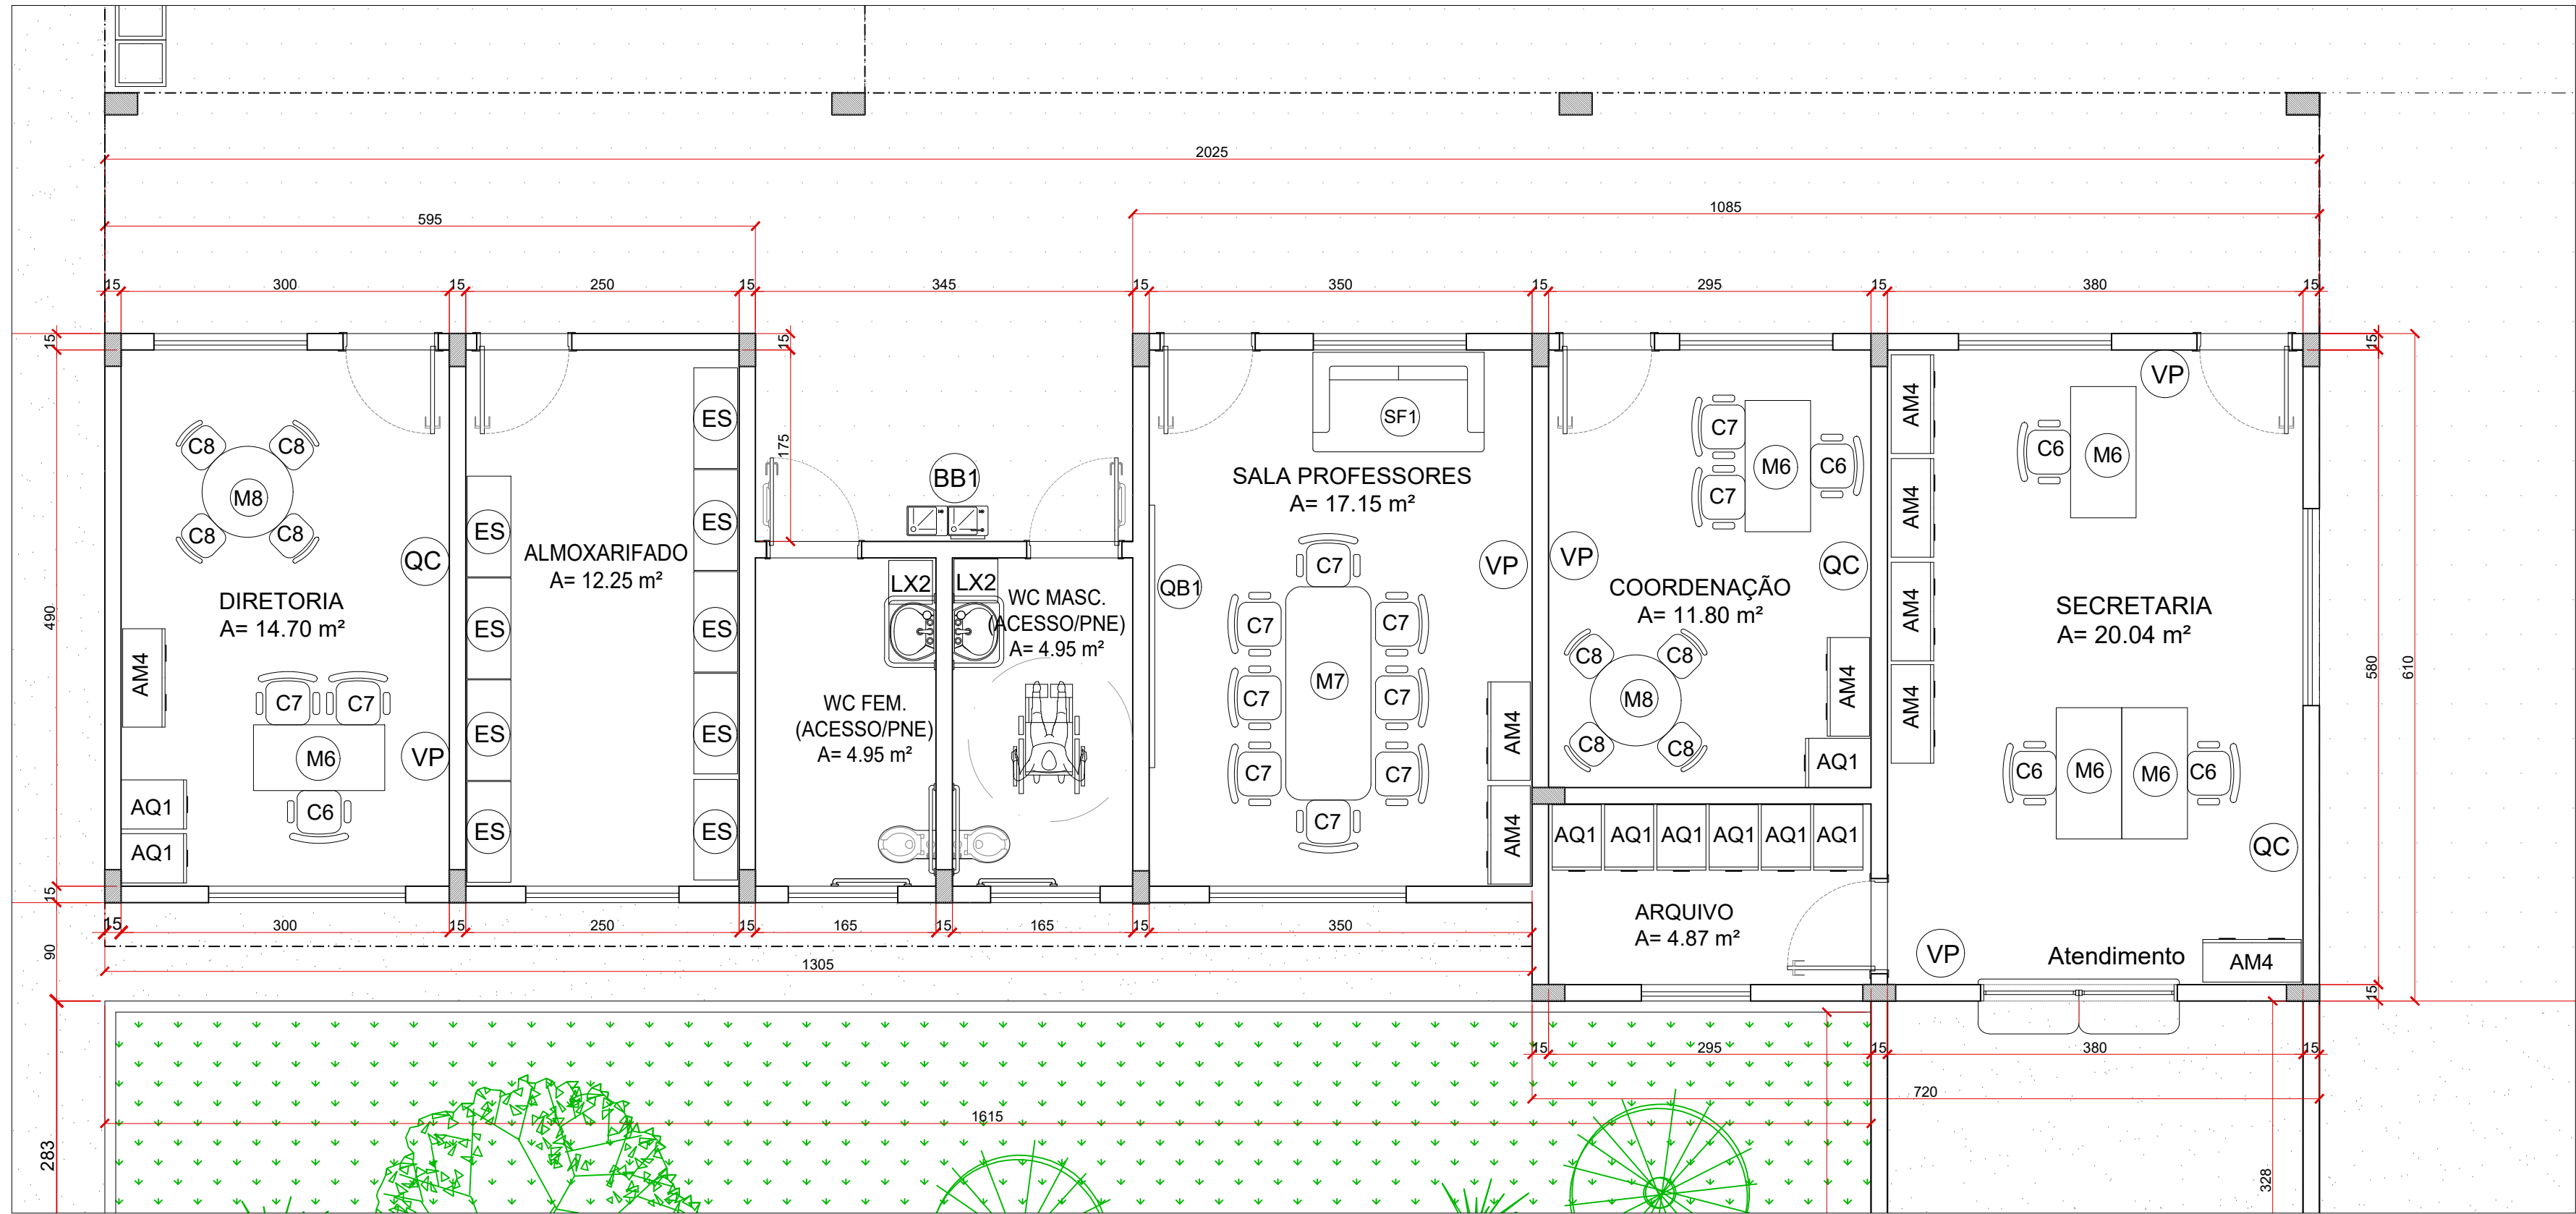 2025
595
1085
15
300
15
250
15
345
15
350
15
295
15
380
15
15
490
15
90
283
15
175
15
580
15
610
C8
C8
M8
C8
C8
QC
DIRETORIA
A= 14.70 m²
AM4
C7
C7
M6
VP
C6
AQ1
AQ1
ES
ES
ES
ES
ALMOXARIFADO
A= 12.25 m²
ES
ES
ES
ES
ES
BB1
LX2
LX2
WC MASC.
(ACESSO/PNE)
A= 4.95 m²
WC FEM.
(ACESSO/PNE)
A= 4.95 m²
SF1
SALA PROFESSORES
A= 17.15 m²
QB1
VP
C7
C7
C7
C7
C7
C7
C7
C7
M7
AM4
AM4
C7
C7
M6
C6
VP
QC
COORDENAÇÃO
A= 11.80 m²
C8
C8
M8
C8
C8
AM4
AQ1
AQ1
AQ1
AQ1
AQ1
AQ1
AQ1
ARQUIVO
A= 4.87 m²
AM4
AM4
AM4
AM4
VP
C6
M6
SECRETARIA
A= 20.04 m²
C6
M6
M6
C6
QC
VP
Atendimento
AM4
15
300
15
250
15
165
15
165
15
350
1305
15
295
15
380
15
720
1615
328